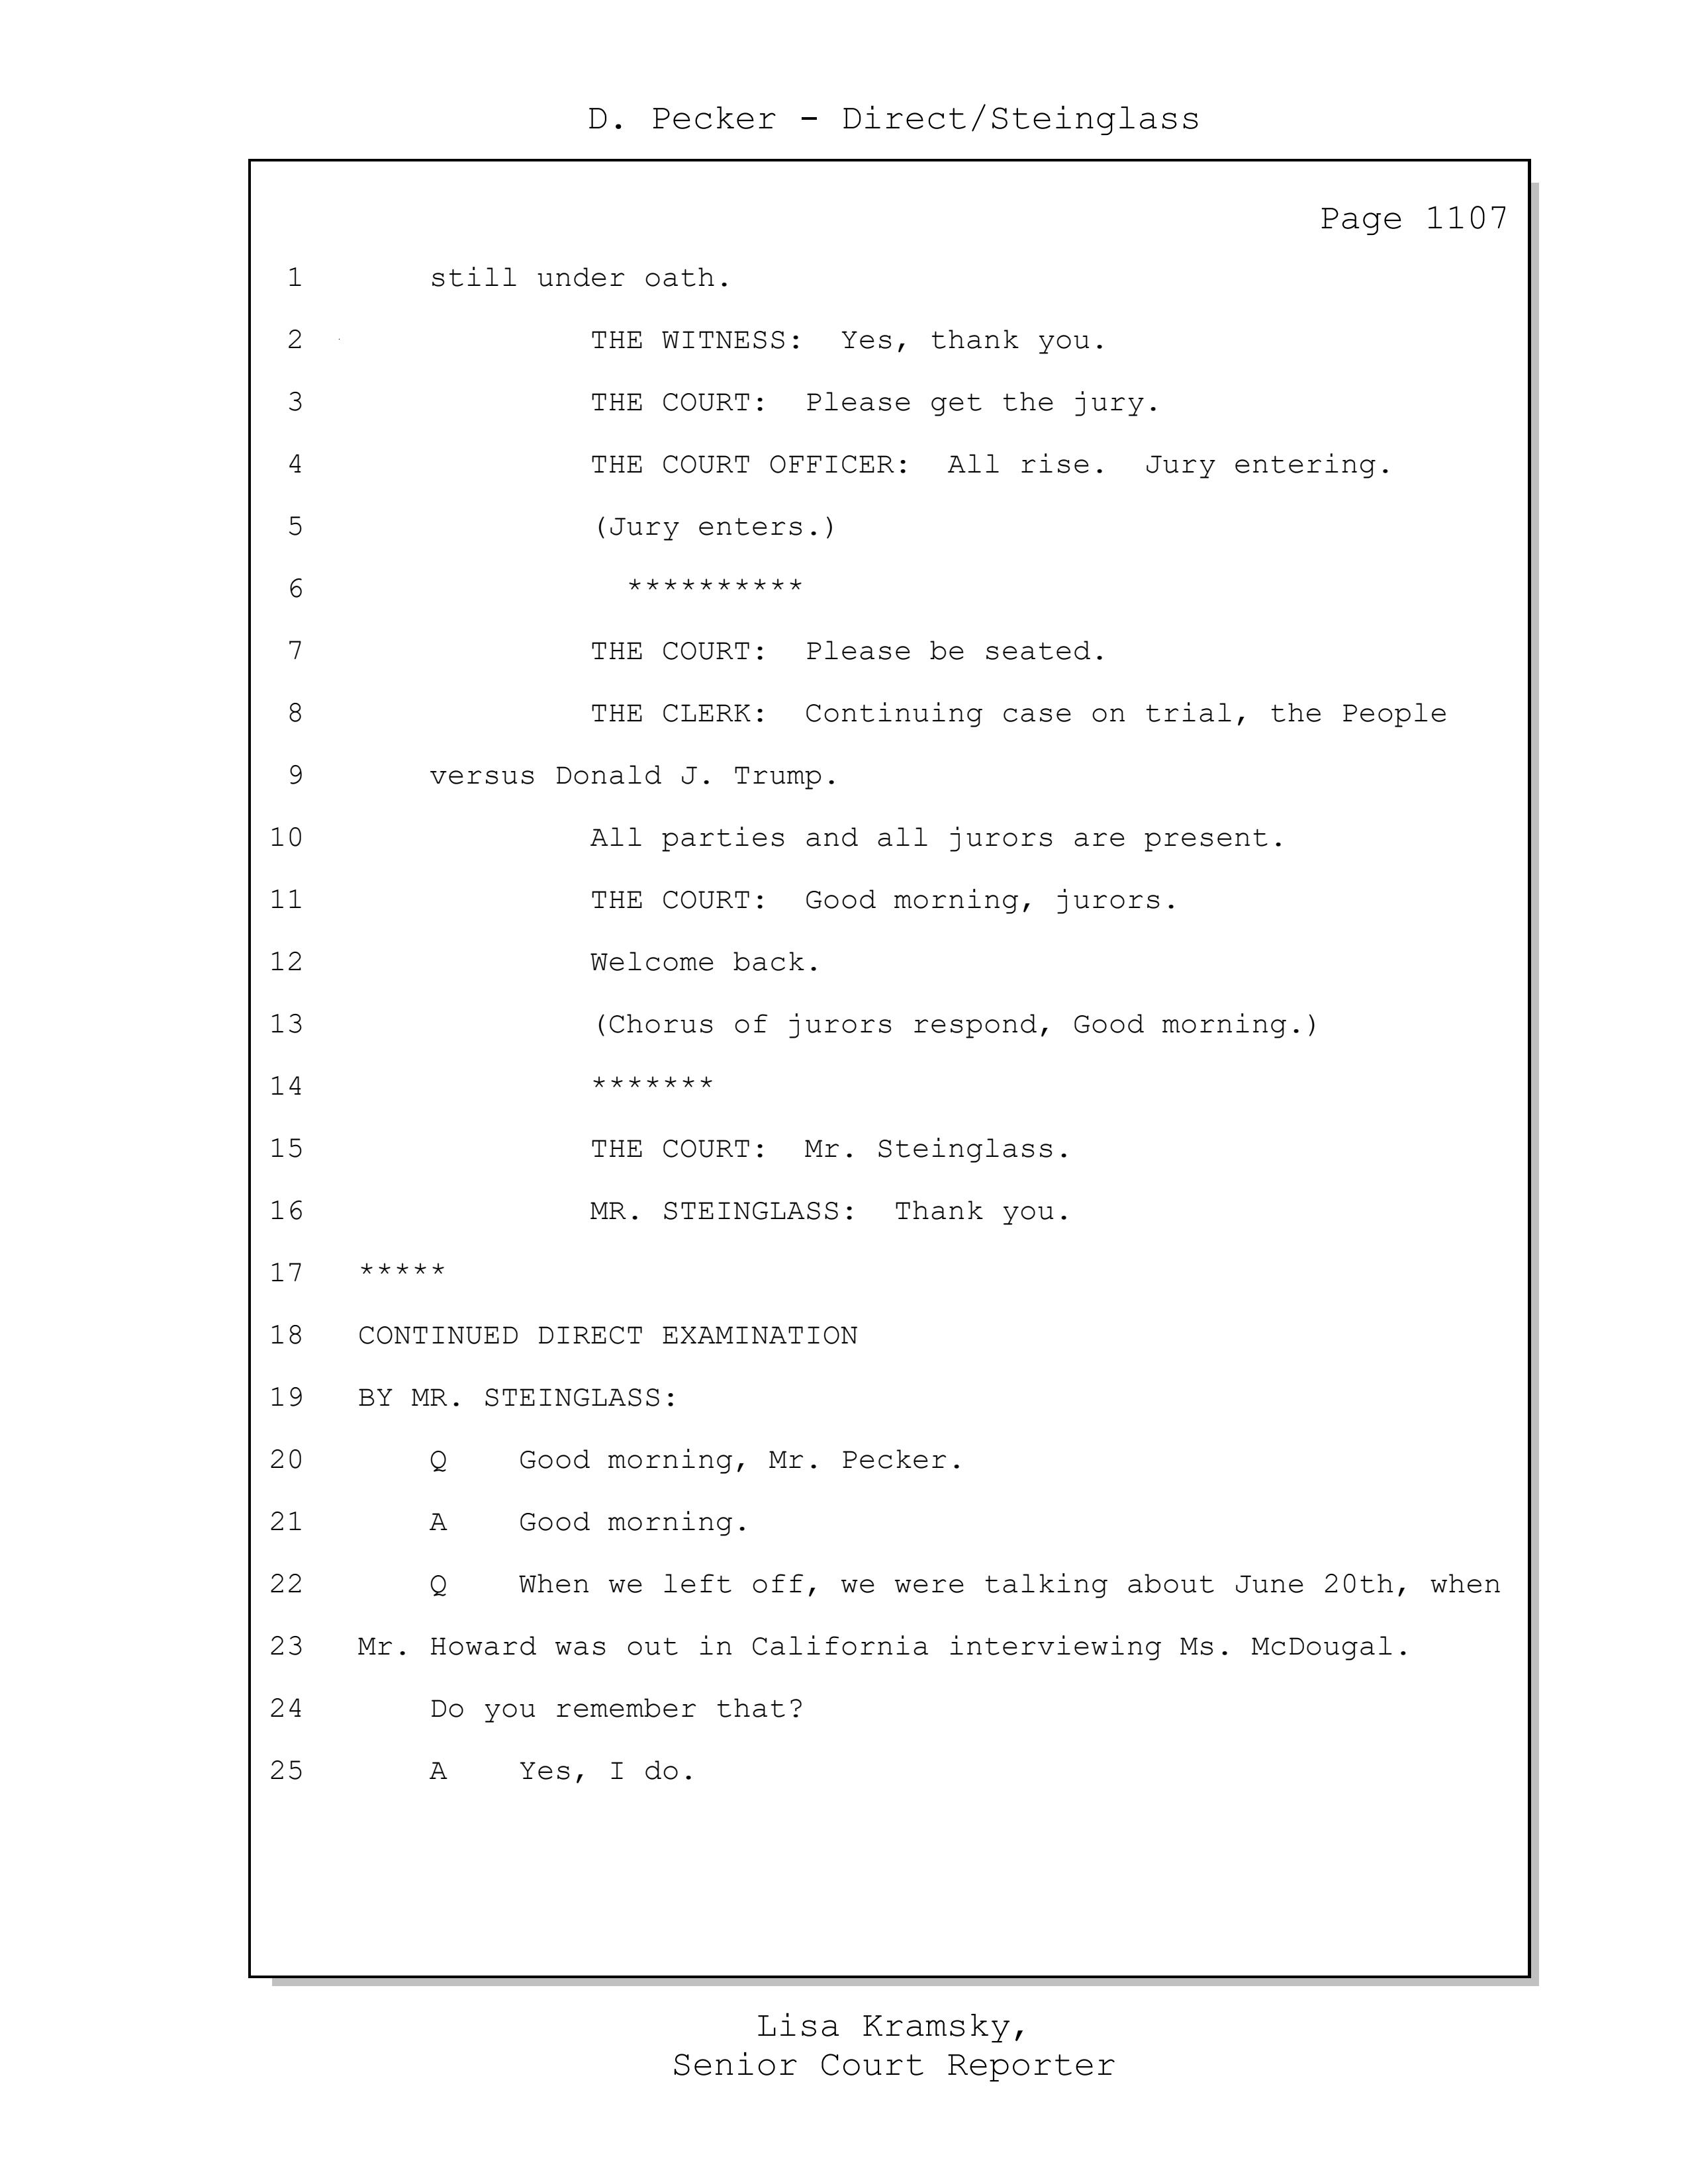 D. Pecker - Direct/Steinglass
Page 1107
1 still under oath.
2 THE WITNESS: Yes, thank you.
3 THE COURT: Please get the jury.
4 THE COURT OFFICER: All rise. Jury entering.
5 (Jury enters.)
6 **********
7 THE COURT: Please be seated.
8 THE CLERK: Continuing case on trial, the People
9 versus Donald J. Trump.
10 All parties and all jurors are present.
11 THE COURT: Good morning, jurors.
12 Welcome back.
13 (Chorus of jurors respond, Good morning.)
14 *******
15 THE COURT: Mr. Steinglass.
16 MR. STEINGLASS: Thank you.
17 *****
18 CONTINUED DIRECT EXAMINATION
19 BY MR. STEINGLASS:
20 Q Good morning, Mr. Pecker.
21 A Good morning.
22 Q When we left off, we were talking about June 20th, when
23 Mr. Howard was out in California interviewing Ms. McDougal.
24 Do you remember that?
25 A Yes, I do.
Lisa Kramsky,
Senior Court Reporter